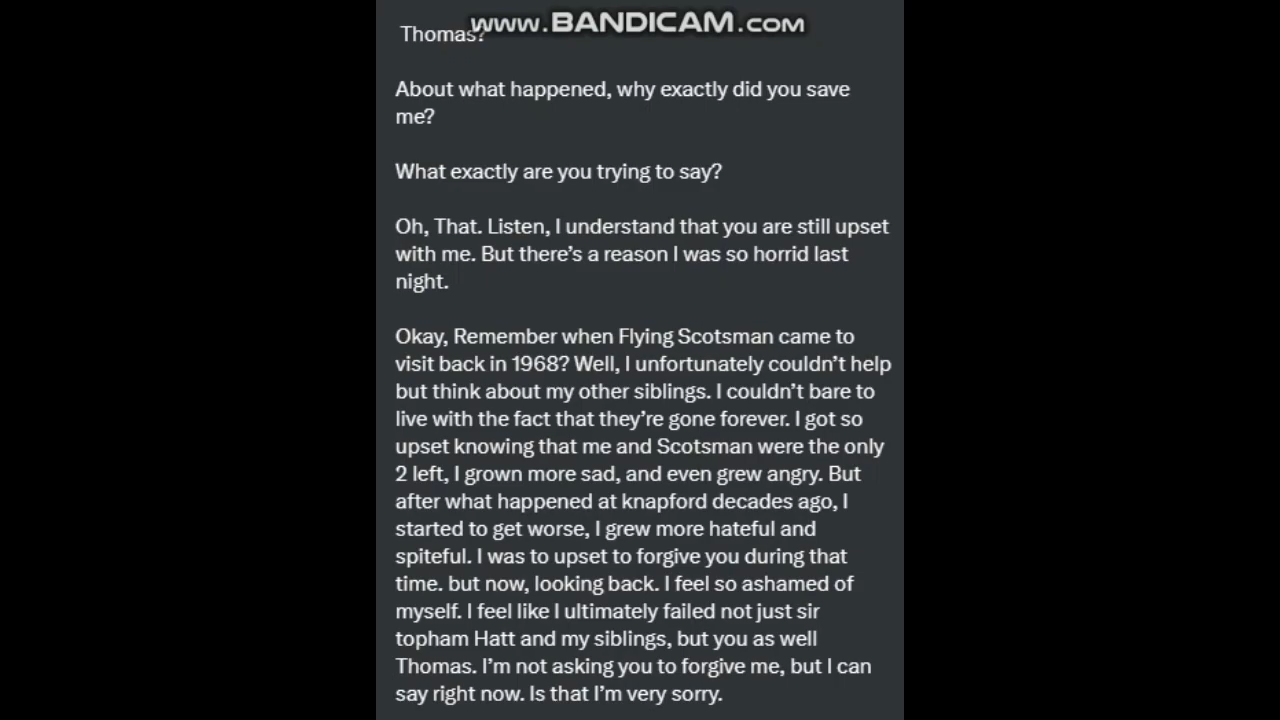 www.BANDICAM.com
Thomas?
About what happened, why exactly did you save
me?
What exactly are you trying to say?
Oh, That. Listen, I understand that you are still upset
with me. But there's a reason I was so horrid last
night.
Okay, Remember when Flying Scotsman came to
visit back in 1968? Well, I unfortunately couldn't help
but think about my other siblings. I couldn't bare to
live with the fact that they're gone forever. I got so
upset knowing that me and Scotsman were the only
2 left, I grown more sad, and even grew angry. But
after what happened at knapford decades ago, I
started to get worse, I grew more hateful and
spiteful. I was to upset to forgive you during that
time. but now, looking back. I feel so ashamed of
myself. I feel like I ultimately failed not just sir
topham Hatt and my siblings, but you as well
Thomas. I'm not asking you to forgive me, but I can
say right now. Is that I'm very sorry.